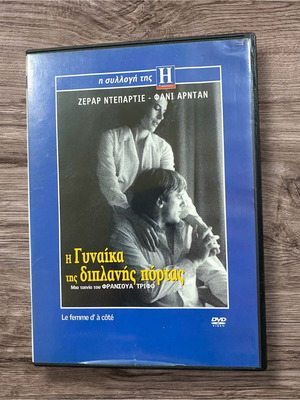 η συλλογή της Η
ΖΕΡΑΡ ΝΤΕΠΑΡΤΙΕ - ΦΑΝΙ ΑΡΝΤΑΝ
Η Γυναίκα
της διπλανής πόρτας
Μια ταινία του ΦΡΑΝΣΟΥΑ ΤΡΙΦΟ
Le femme d' à côté
DVD
VIDEO